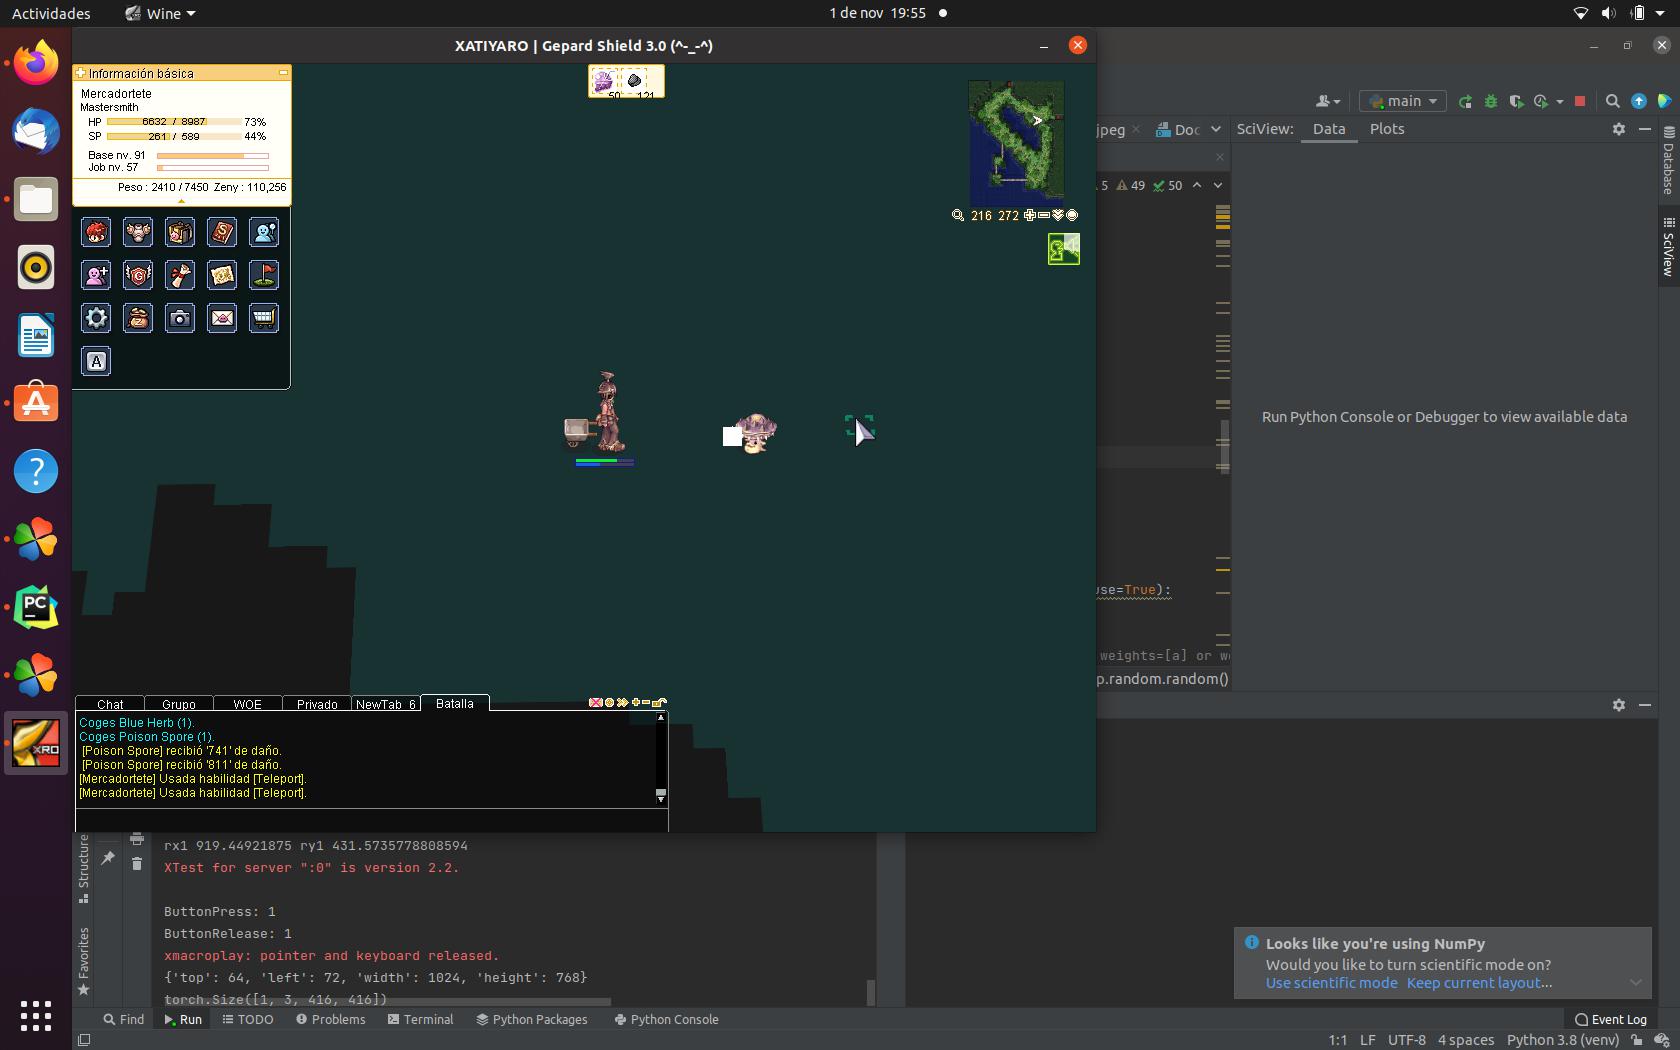 Actividades
Wine
1 de nov 19:55
XATIYARO | Gepard Shield 3.0 (^-_-^)
Información básica
Mercadortete
Mastersmith
HP 6632 / 8987 73%
SP 261 / 589 44%
Base nv. 91
Job nv. 57
Peso : 2410 / 7450 Zeny : 110,256
50 121
216 272
A
main
jpeg
Doc
SciView: Data Plots
5 49 50
Database
SciView
Run Python Console or Debugger to view available data
use=True):
weights=[a] or w
p.random.random()
Chat Grupo WOE Privado NewTab 6 Batalla
Coges Blue Herb (1).
Coges Poison Spore (1).
[Poison Spore] recibió '741' de daño.
[Poison Spore] recibió '811' de daño.
[Mercadortete] Usada habilidad [Teleport].
[Mercadortete] Usada habilidad [Teleport].
PC
XRO
Structure
Favorites
rx1 919.44921875 ry1 431.5735778808594
XTest for server ":0" is version 2.2.
ButtonPress: 1
ButtonRelease: 1
xmacroplay: pointer and keyboard released.
{'top': 64, 'left': 72, 'width': 1024, 'height': 768}
torch.Size([1, 3, 416, 416])
Looks like you're using NumPy
Would you like to turn scientific mode on?
Use scientific mode Keep current layout...
Find Run TODO Problems Terminal Python Packages Python Console Event Log
1:1 LF UTF-8 4 spaces Python 3.8 (venv)